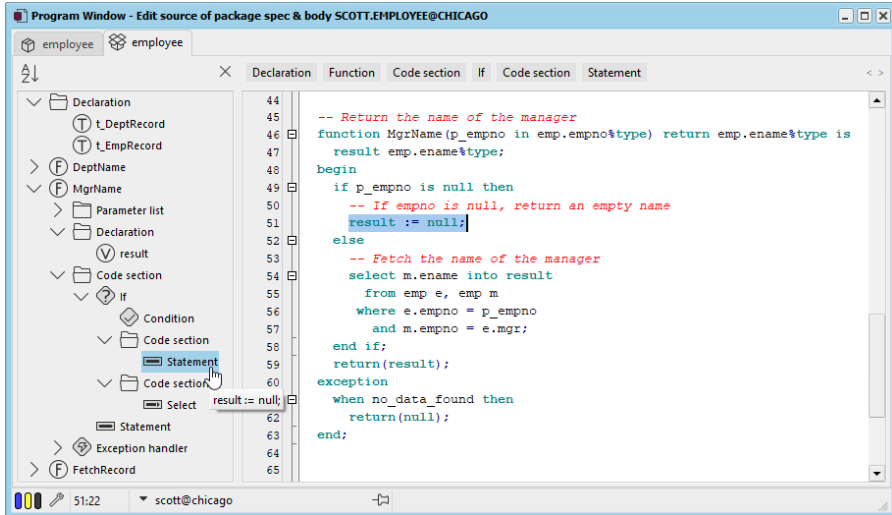 Program Window - Edit source of package spec & body SCOTT.EMPLOYEE@CHICAGO
employee employee
Declaration Function Code section If Code section Statement
Declaration
t_DeptRecord
t_EmpRecord
DeptName
MgrName
Parameter list
Declaration
result
Code section
If
Condition
Code section
Statement
Code section
Select
Statement
Exception handler
FetchRecord
result := null;
44
45 -- Return the name of the manager
46 function MgrName(p_empno in emp.empno%type) return emp.ename%type is
47 result emp.ename%type;
48 begin
49 if p_empno is null then
50 -- If empno is null, return an empty name
51 result := null;
52 else
53 -- Fetch the name of the manager
54 select m.ename into result
55 from emp e, emp m
56 where e.empno = p_empno
57 and m.empno = e.mgr;
58 end if;
59 return(result);
60 exception
when no_data_found then
62 return(null);
63 end;
64
65
51:22 scott@chicago